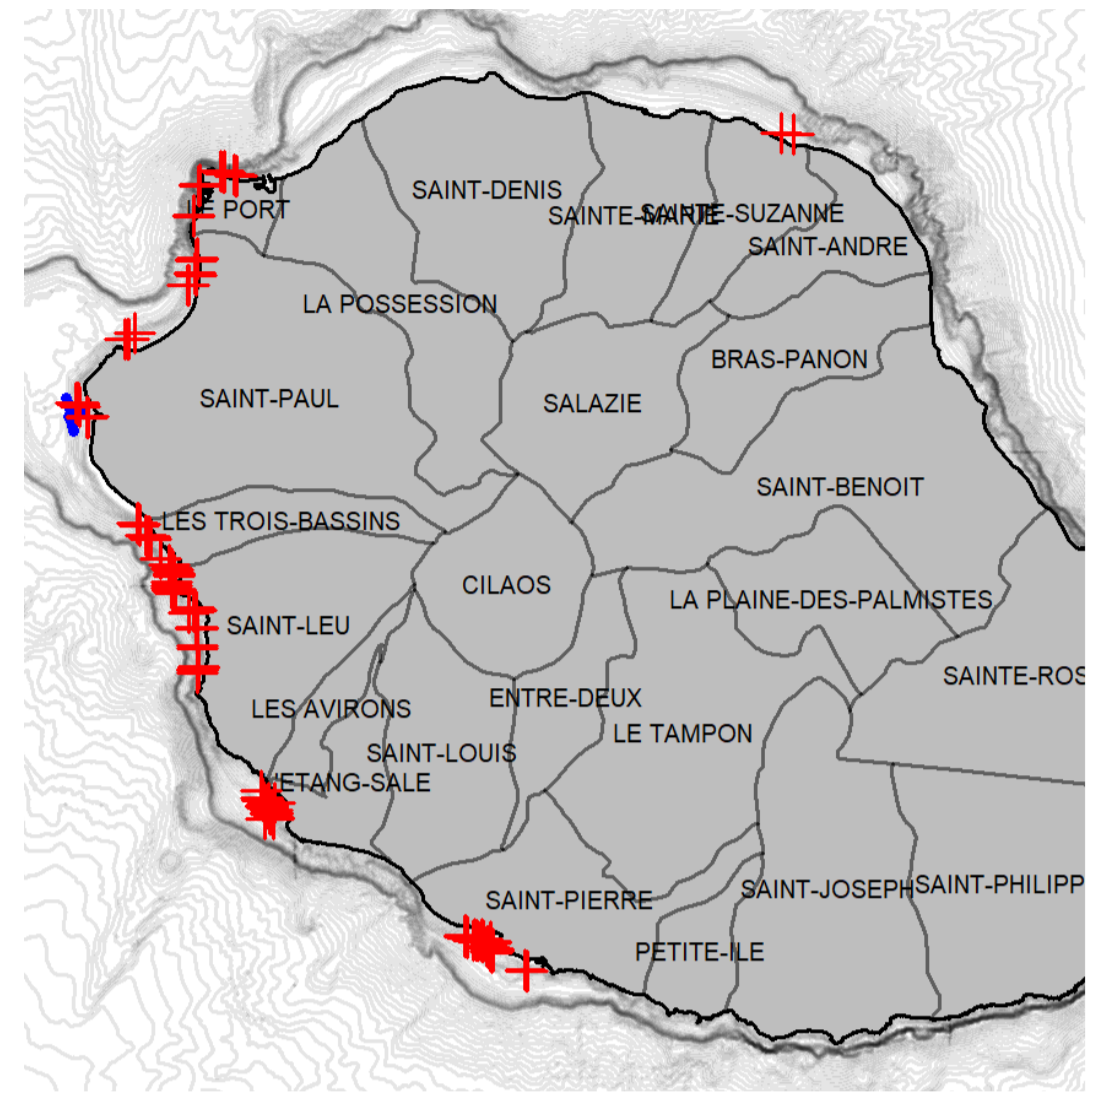 SAINT-DENIS
LE PORT
SAINTE-MARIE
SAINTE-SUZANNE
SAINT-ANDRE
LA POSSESSION
BRAS-PANON
SAINT-PAUL
SALAZIE
SAINT-BENOIT
LES TROIS-BASSINS
CILAOS
LA PLAINE-DES-PALMISTES
SAINT-LEU
SAINTE-ROS
ENTRE-DEUX
LES AVIRONS
LE TAMPON
SAINT-LOUIS
'ETANG-SALE
SAINT-JOSEPH
SAINT-PHILIPP
SAINT-PIERRE
PETITE-ILE